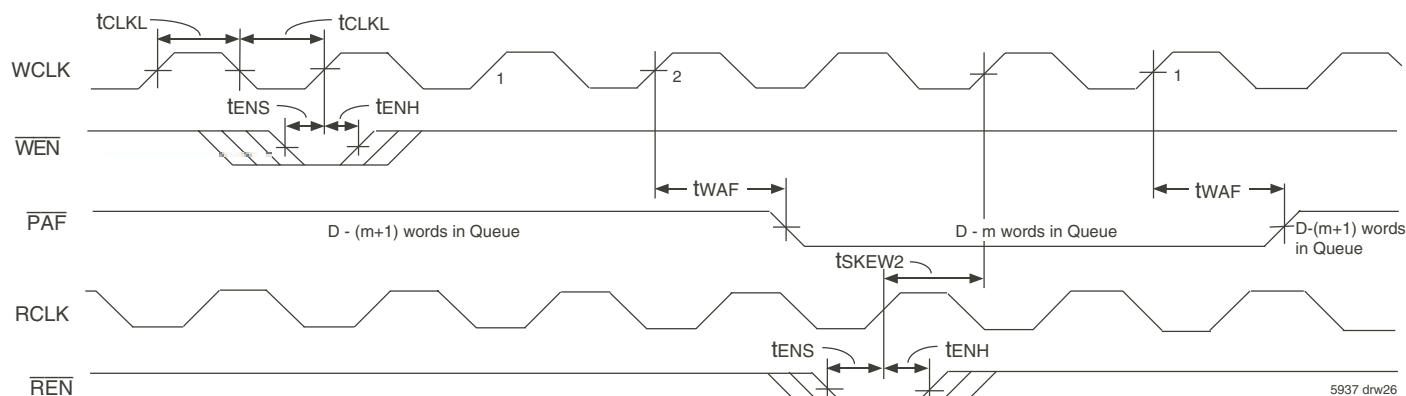 tCLKL tCLKL
WCLK 1 2 1
tENS tENH
WEN
tWAF tWAF
PAF
D - (m+1) words in Queue D - m words in Queue D-(m+1) words
in Queue
tSKEW2
RCLK
tENS tENH
REN
5937 drw26